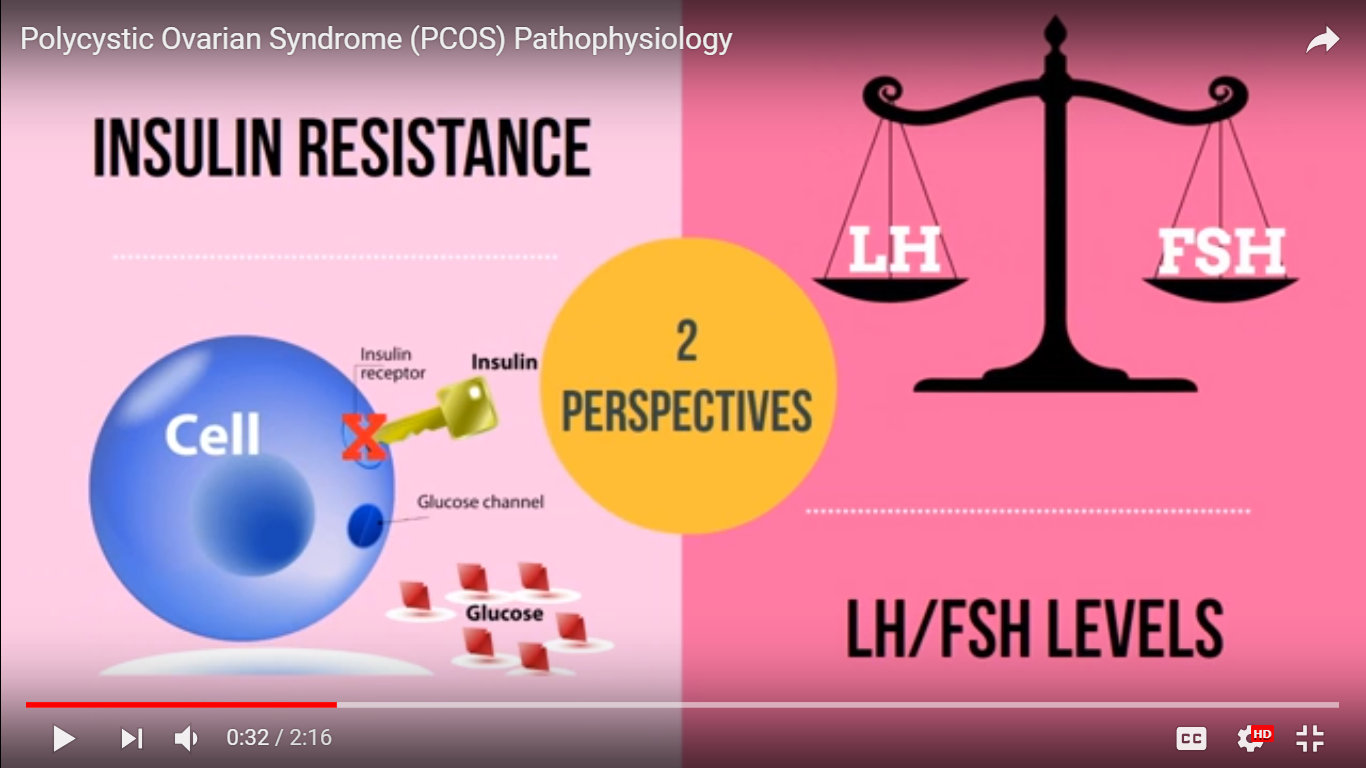 Polycystic Ovarian Syndrome (PCOS) Pathophysiology
INSULIN RESISTANCE
Insulin
receptor
Insulin
X
Cell
Glucose channel
Glucose
2
PERSPECTIVES
LH
FSH
LH/FSH LEVELS
0:32 / 2:16
CC
HD